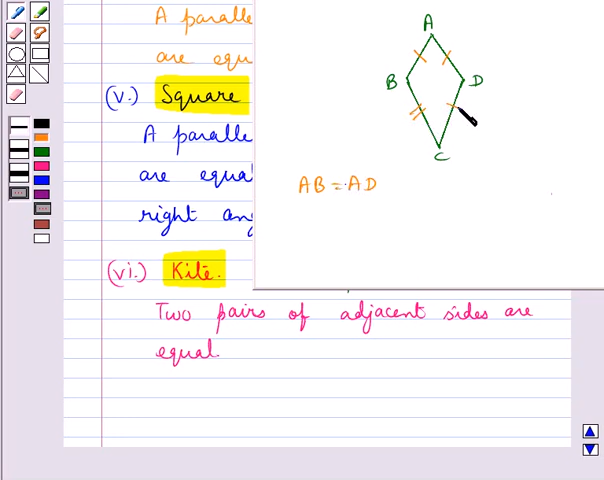 A paralle
are equ
(v.) Square
A paralle
are equal
right ang
(vi.) Kite.
Two pairs of adjacent sides are
equal
A
B
D
C
AB = AD